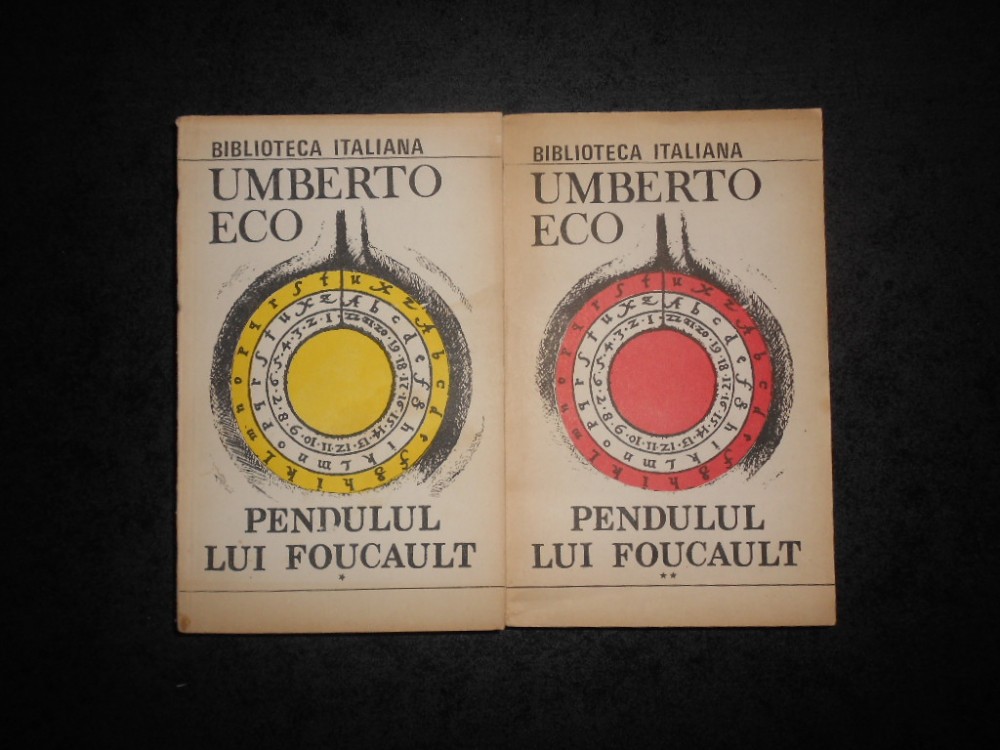 BIBLIOTECA ITALIANA
UMBERTO
ECO
PENDULUL
LUI FOUCAULT
*
BIBLIOTECA ITALIANA
UMBERTO
ECO
PENDULUL
LUI FOUCAULT
**